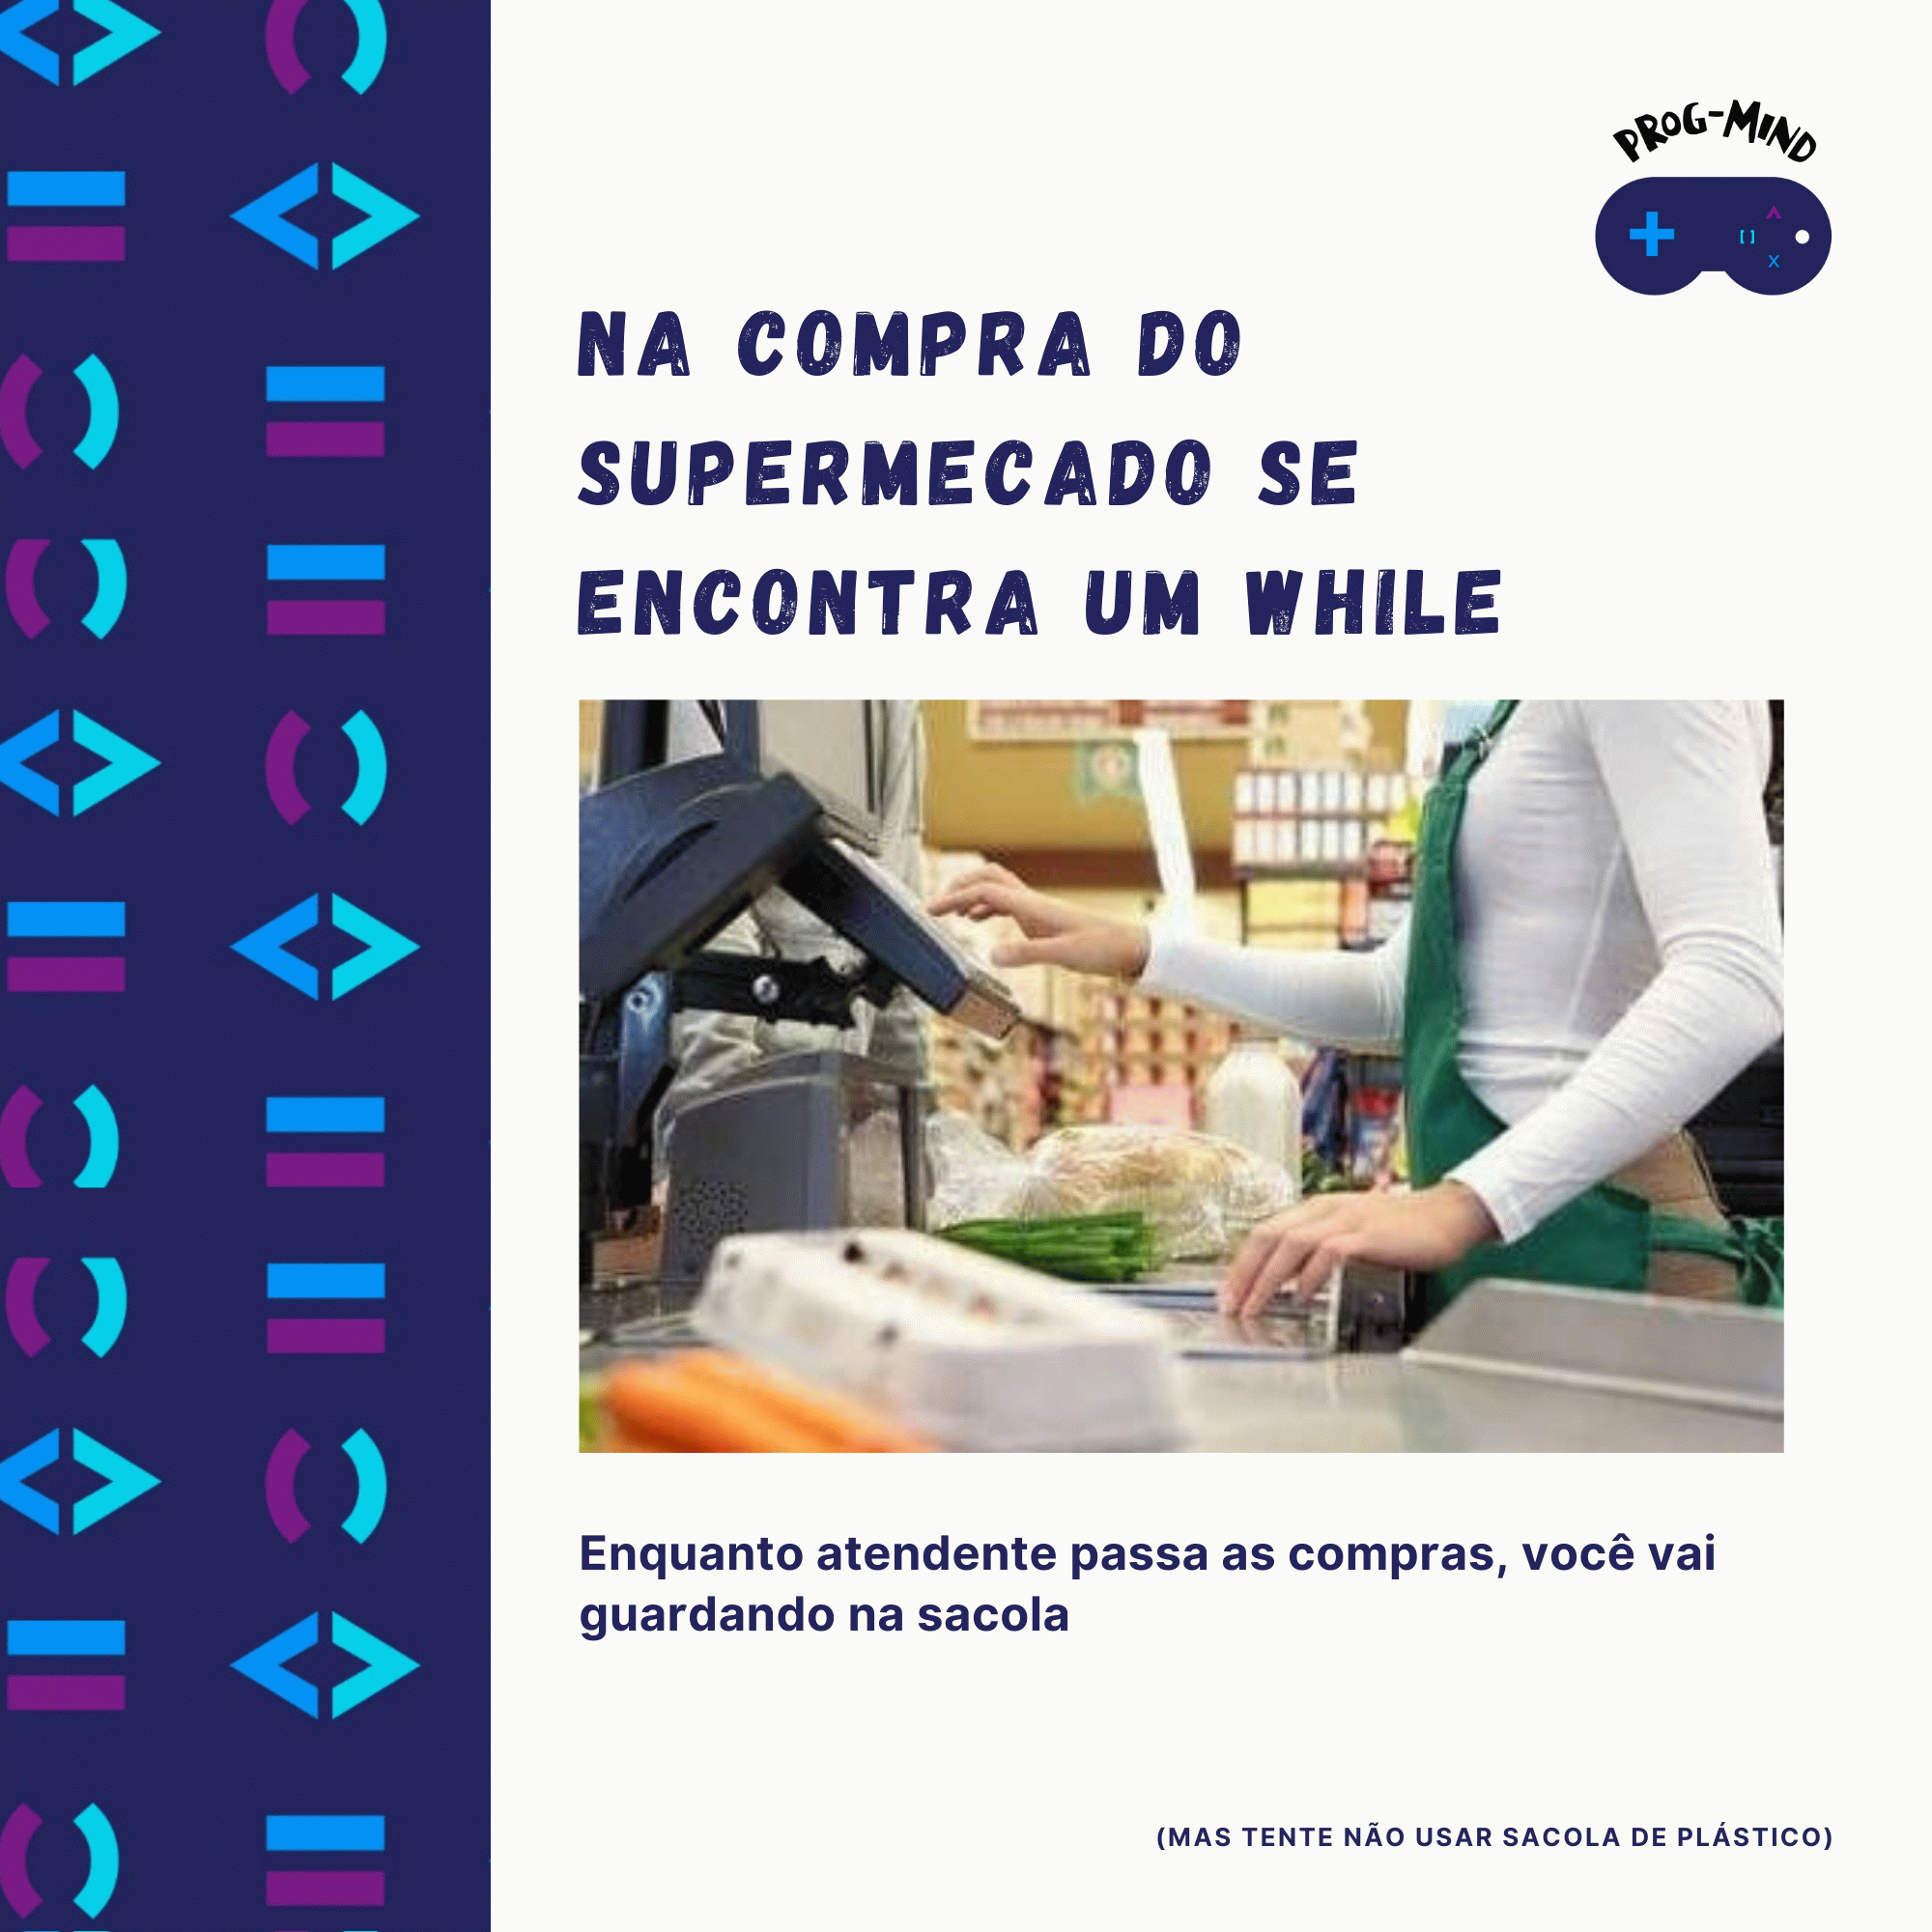 PROG-MIND
[]
X
NA COMPRA DO
SUPERMECADO SE
ENCONTRA UM WHILE
Enquanto atendente passa as compras, você vai
guardando na sacola
(MAS TENTE NÃO USAR SACOLA DE PLÁSTICO)